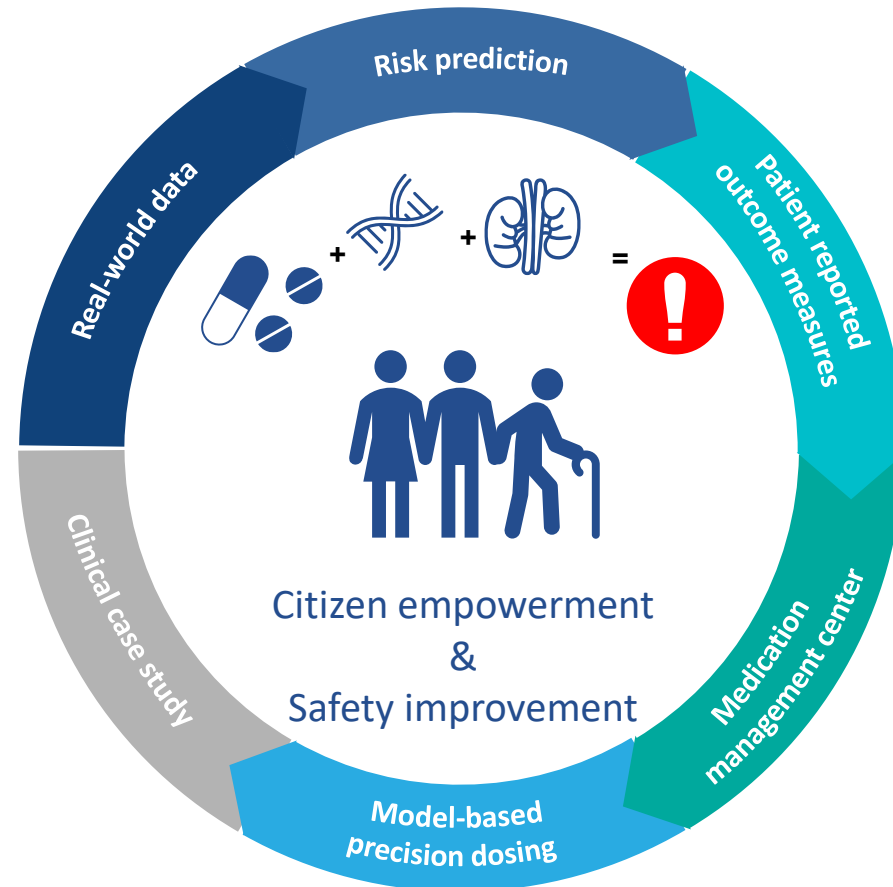 Risk prediction
Patient reported
outcome measures
Medication
management center
Model-based
precision dosing
Clinical case study
Real-world data
+
+
=
!
Citizen empowerment
&
Safety improvement